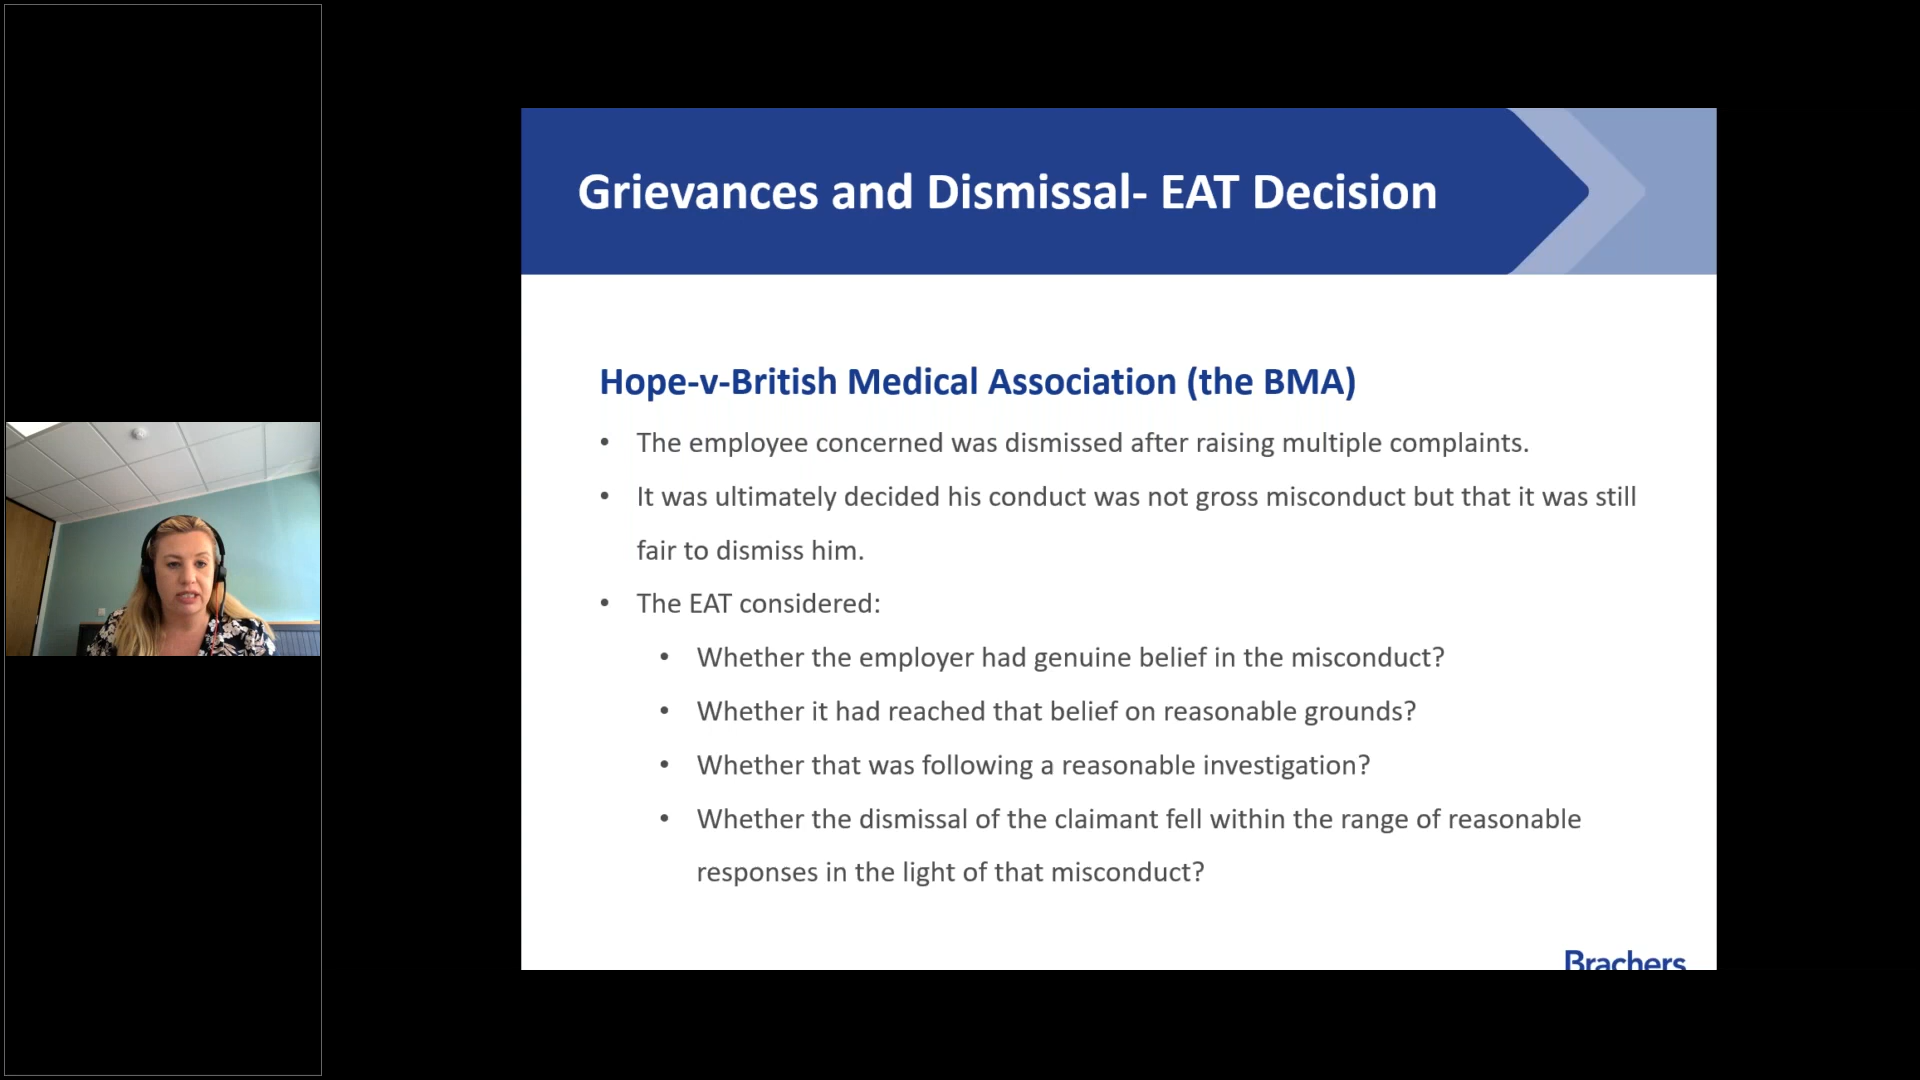 Grievances and Dismissal- EAT Decision
Hope-v-British Medical Association (the BMA)
• The employee concerned was dismissed after raising multiple complaints.
• It was ultimately decided his conduct was not gross misconduct but that it was still
fair to dismiss him.
• The EAT considered:
• Whether the employer had genuine belief in the misconduct?
• Whether it had reached that belief on reasonable grounds?
• Whether that was following a reasonable investigation?
• Whether the dismissal of the claimant fell within the range of reasonable
responses in the light of that misconduct?
Brachers